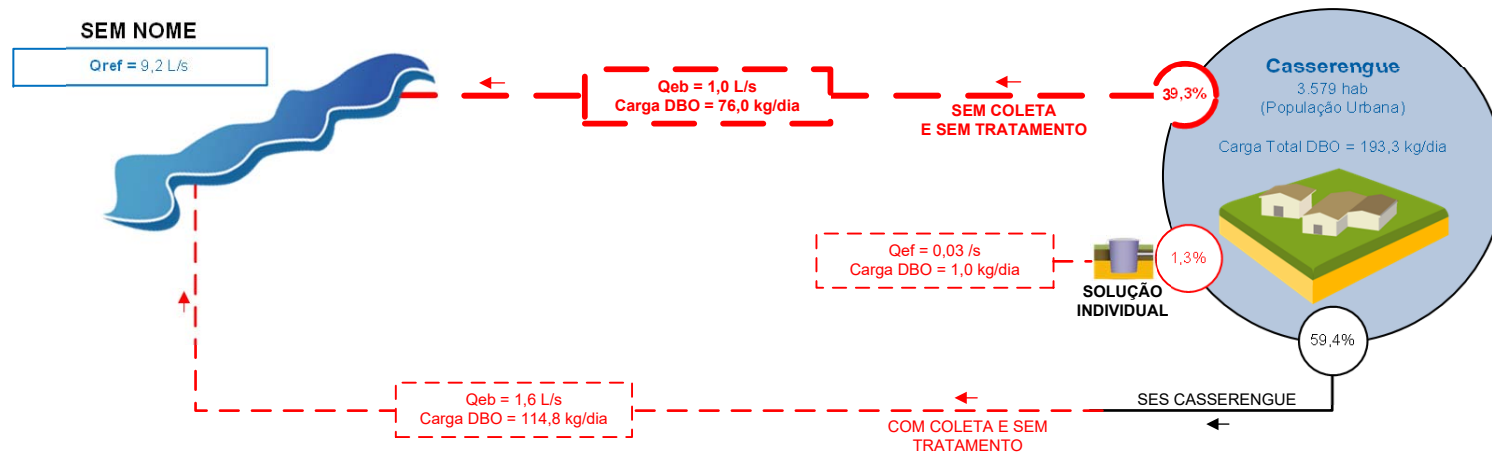 SEM NOME
Qref = 9,2 L/s
Qeb = 1,0 L/s
Carga DBO = 76,0 kg/dia
SEM COLETA
E SEM TRATAMENTO
39,3%
Casserengue
3.579 hab
(População Urbana)
Carga Total DBO = 193,3 kg/dia
Qef = 0,03 /s
Carga DBO = 1,0 kg/dia
SOLUÇÃO
INDIVIDUAL
1,3%
59,4%
SES CASSERENGUE
Qeb = 1,6 L/s
Carga DBO = 114,8 kg/dia
COM COLETA E SEM
TRATAMENTO